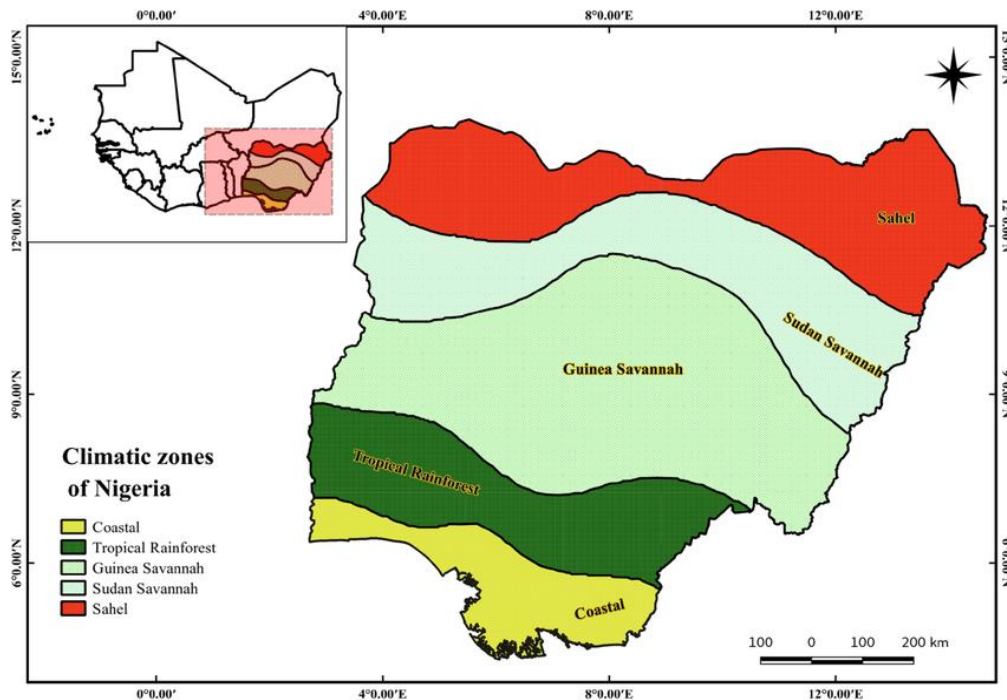 0°0.00′ 4°0.00′E 8°0.00′E 12°0.00′E
15°0.00′N
12°0.00′N
9°0.00′N
6°0.00′N
Sahel
Sudan Savannah
Guinea Savannah
Tropical Rainforest
Coastal
Climatic zones
of Nigeria
Coastal
Tropical Rainforest
Guinea Savannah
Sudan Savannah
Sahel
100 0 100 200 km
0°0.00′ 4°0.00′E 8°0.00′E 12°0.00′E